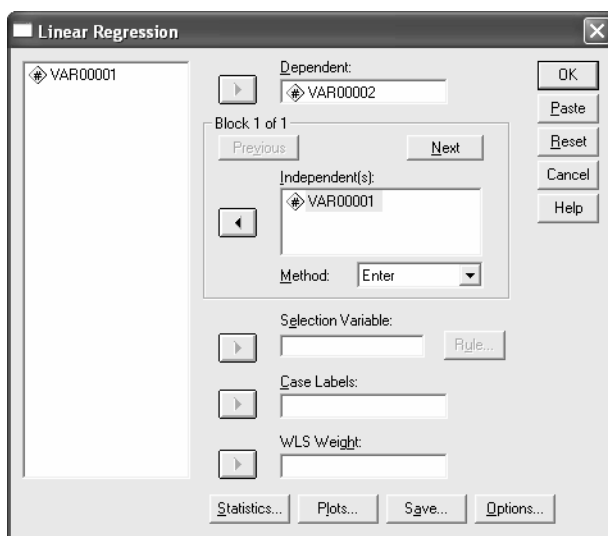 Linear Regression
VAR00001
Dependent:
VAR00002
OK
Paste
Reset
Cancel
Help
Block 1 of 1
Previous
Next
Independent(s):
VAR00001
Method:
Enter
Selection Variable:
Rule...
Case Labels:
WLS Weight:
Statistics...
Plots...
Save...
Options...